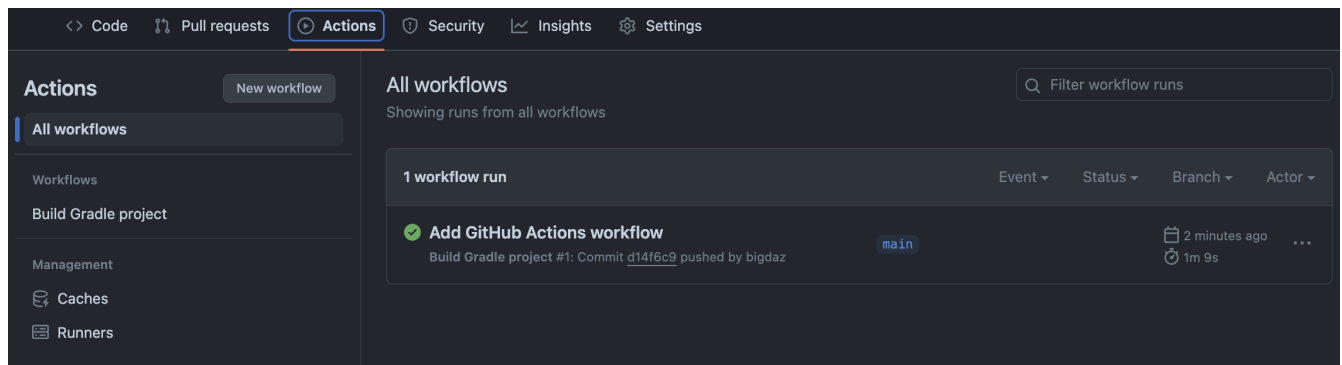 Code Pull requests Actions Security Insights Settings
Actions
New workflow
All workflows
Workflows
Build Gradle project
Management
Caches
Runners
All workflows
Showing runs from all workflows
Filter workflow runs
1 workflow run
Event Status Branch Actor
Add GitHub Actions workflow
Build Gradle project #1: Commit d14f6c9 pushed by bigdaz
main
2 minutes ago
1m 9s